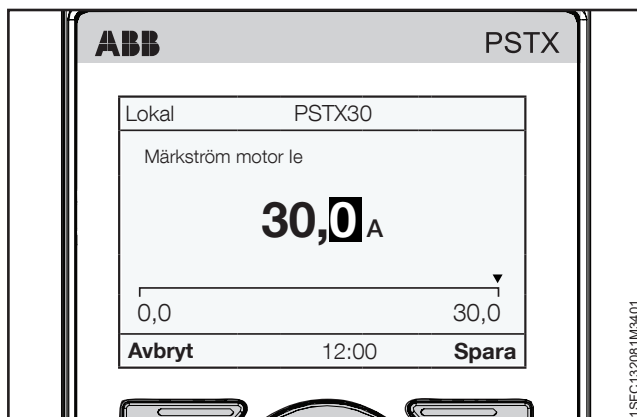 ABB PSTX
Lokal PSTX30
Märkström motor le
30,0 A
0,0 30,0
Avbryt 12:00 Spara
1SFC132081M3401